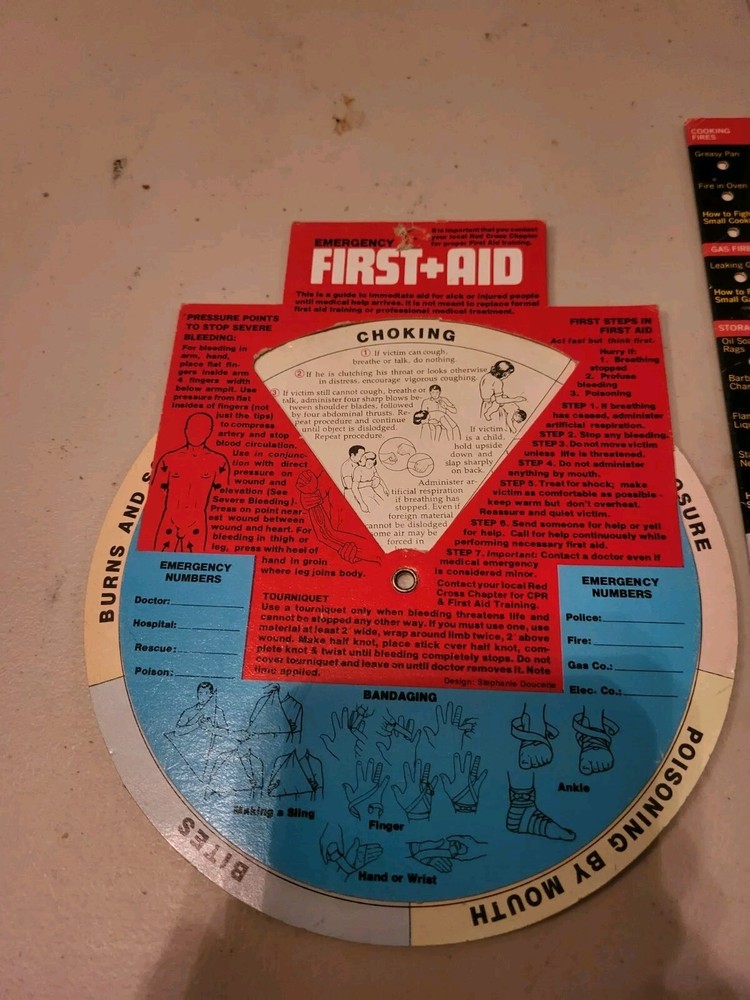 EMERGENCY
FIRST+AID
It is important that you contact
your local Red Cross Chapter
for proper First Aid training.
This is a guide to immediate aid for sick or injured people
until medical help arrives. It is not meant to replace formal
first aid training or professional medical treatment.
PRESSURE POINTS
TO STOP SEVERE
BLEEDING:
For bleeding in
arm, hand,
place flat fin-
gers inside arm
4 fingers width
below armpit. Use
pressure from flat
insides of fingers (not
just the tips)
to compress
artery and stop
blood circulation.
Use in conjunc-
tion with direct
pressure on
wound and
elevation (See
Severe Bleeding).
Press on point near-
est wound between
wound and heart. For
bleeding in thigh or
leg, press with heel of
hand in groin
where leg joins body.
CHOKING
1 If victim can cough,
breathe or talk, do nothing.
2 If he is clutching his throat or looks otherwise
in distress, encourage vigorous coughing.
3 If victim still cannot cough, breathe or
talk, administer four sharp blows be-
tween shoulder blades, followed
by four abdominal thrusts. Re-
peat procedure and continue
until object is dislodged.
Repeat procedure.
If victim
is a child,
hold upside
down and
slap sharply
on back.
Administer ar-
tificial respiration
if breathing has
stopped. Even if
foreign material
cannot be dislodged
some air may be
forced in
FIRST STEPS IN
FIRST AID
Act fast but think first.
Hurry if:
1. Breathing
stopped
2. Profuse
bleeding
3. Poisoning
STEP 1. If breathing
has ceased, administer
artificial respiration.
STEP 2. Stop any bleeding.
STEP 3. Do not move victim
unless life is threatened.
STEP 4. Do not administer
anything by mouth.
STEP 5. Treat for shock; make
victim as comfortable as possible -
keep warm but don't overheat.
Reassure and quiet victim.
STEP 6. Send someone for help or yell
for help. Call for help continuously while
performing necessary first aid.
STEP 7. Important: Contact a doctor even if
medical emergency
is considered minor.
Contact your local Red
Cross Chapter for CPR
& First Aid Training.
TOURNIQUET
Use a tourniquet only when bleeding threatens life and
cannot be stopped any other way. If you must use one, use
material at least 2" wide, wrap around limb twice, 2" above
wound. Make half knot, place stick over half knot, com-
plete knot & twist until bleeding completely stops. Do not
cover tourniquet and leave on until doctor removes it. Note
time applied.
Design: Stephanie Doucette
EMERGENCY
NUMBERS
Doctor:
Hospital:
Rescue:
Poison:
EMERGENCY
NUMBERS
Police:
Fire:
Gas Co.:
Elec. Co.:
BANDAGING
Making a Sling
Finger
Hand or Wrist
Ankle
BURNS AND
OSURE
BITES
POISONING BY MOUTH
COOKING
FIRES
Greasy Pan
Fire in Oven
How to Figh
Small Cooki
GAS FIRE
Leaking G
How to F
Small G
STORA
Oil Soa
Rags
Barb
Char
Flam
Liqu